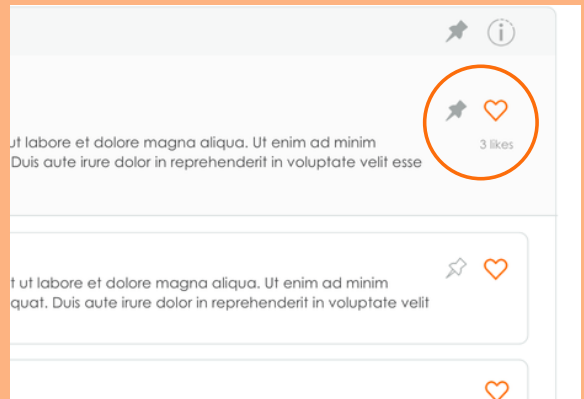 3 likes
ut labore et dolore magna aliqua. Ut enim ad minim
Duis aute irure dolor in reprehenderit in voluptate velit esse
t ut labore et dolore magna aliqua. Ut enim ad minim
quat. Duis aute irure dolor in reprehenderit in voluptate velit